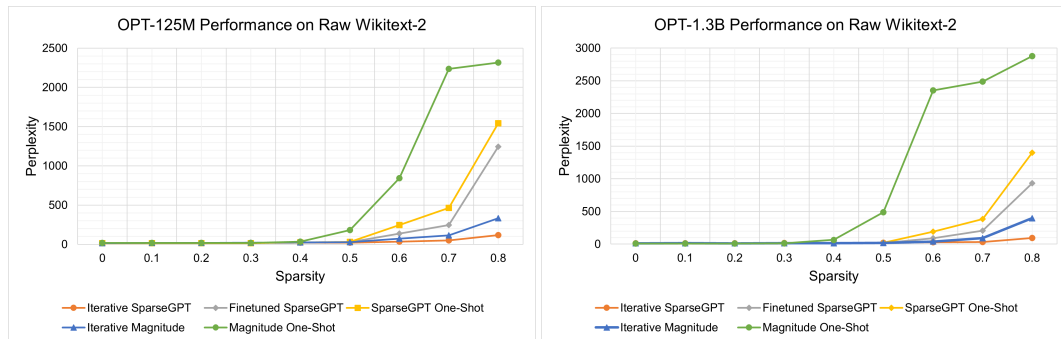 OPT-125M Performance on Raw Wikitext-2
2500
2000
1500
1000
500
0
Perplexity
0 0.1 0.2 0.3 0.4 0.5 0.6 0.7 0.8
Sparsity
Iterative SparseGPT Finetuned SparseGPT SparseGPT One-Shot
Iterative Magnitude Magnitude One-Shot
OPT-1.3B Performance on Raw Wikitext-2
3000
2500
2000
1500
1000
500
0
Perplexity
0 0.1 0.2 0.3 0.4 0.5 0.6 0.7 0.8
Sparsity
Iterative SparseGPT Finetuned SparseGPT SparseGPT One-Shot
Iterative Magnitude Magnitude One-Shot